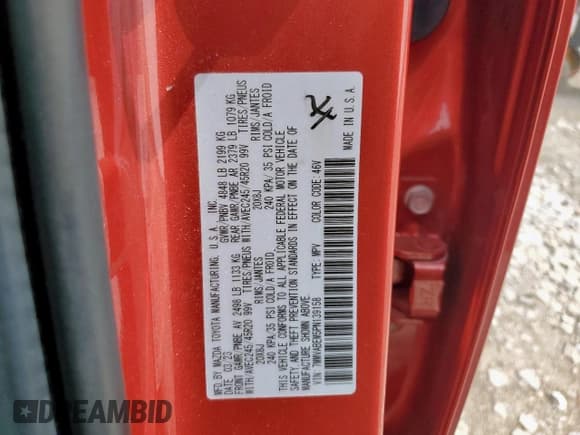 MFD BY MAZDA TOYOTA MANUFACTURING, U.S.A. INC.
DATE 03/23 GVWR/PNBV 4848 LB 2199 KG
FRONT GAWR/PNBE AV 2498 LB 1133 KG REAR GAWR/PNBE AR 2379 LB 1079 KG
WITH/AVEC245/45R20 99V TIRES/PNEUS WITH/AVEC245/45R20 99V TIRES/PNEUS
20X8J RIMS/JANTES 20X8J RIMS/JANTES
240 KPA/35 PSI COLD/A FROID 240 KPA/ 35 PSI COLD/A FROID
THIS VEHICLE CONFORMS TO ALL APPLICABLE FEDERAL MOTOR VEHICLE
SAFETY AND THEFT PREVENTION STANDARDS IN EFFECT ON THE DATE OF
MANUFACTURE SHOWN ABOVE.
VIN 7MMVABEM5PN139158 TYPE: MPV COLOR CODE: 46V MADE IN U.S.A.
DREAMBID